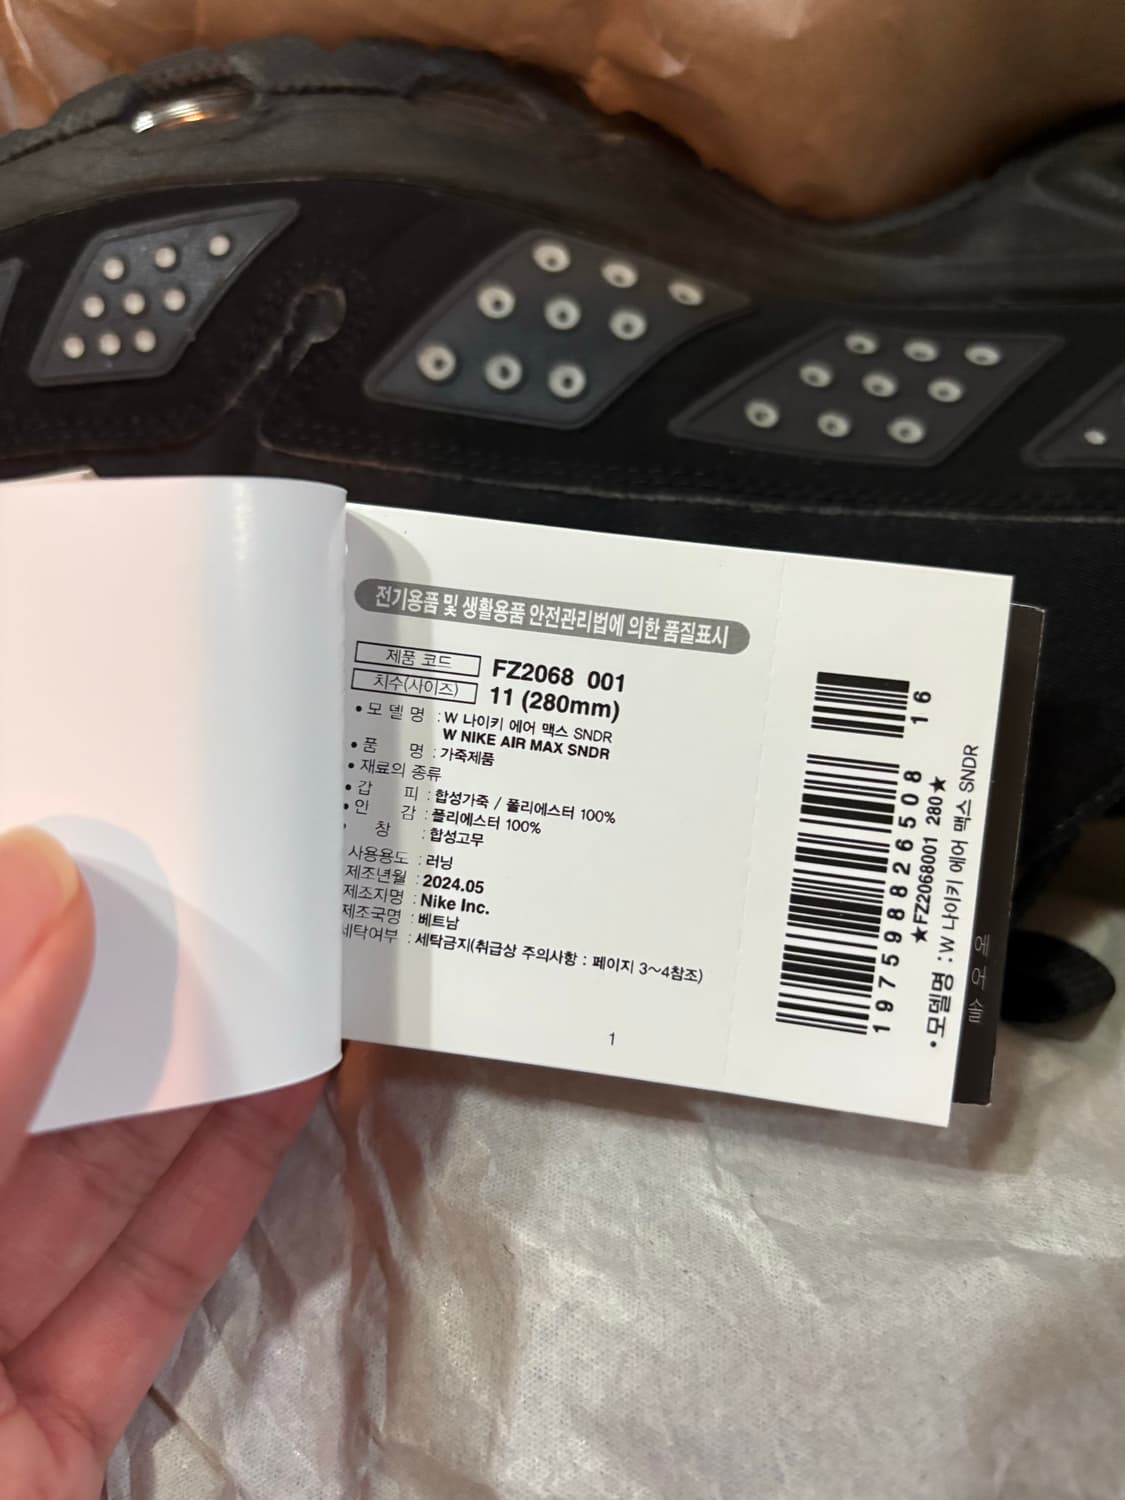 전기용품 및 생활용품 안전관리법에 의한 품질표시
제품 코드 FZ2068 001
치수(사이즈) 11 (280mm)
• 모 델 명 : W 나이키 에어 맥스 SNDR
W NIKE AIR MAX SNDR
• 품 명 : 가죽제품
• 재료의 종류
• 갑 피 : 합성가죽 / 폴리에스터 100%
• 안 감 : 폴리에스터 100%
창 : 합성고무
사용용도 : 러닝
제조년월 : 2024.05
제조지명 : Nike Inc.
제조국명 : 베트남
세탁여부 : 세탁금지(취급상 주의사항 : 페이지 3~4참조)
1
16
197598826508
★FZ2068001 280★
• 모델명 : W 나이키 에어 맥스 SNDR
에어솔